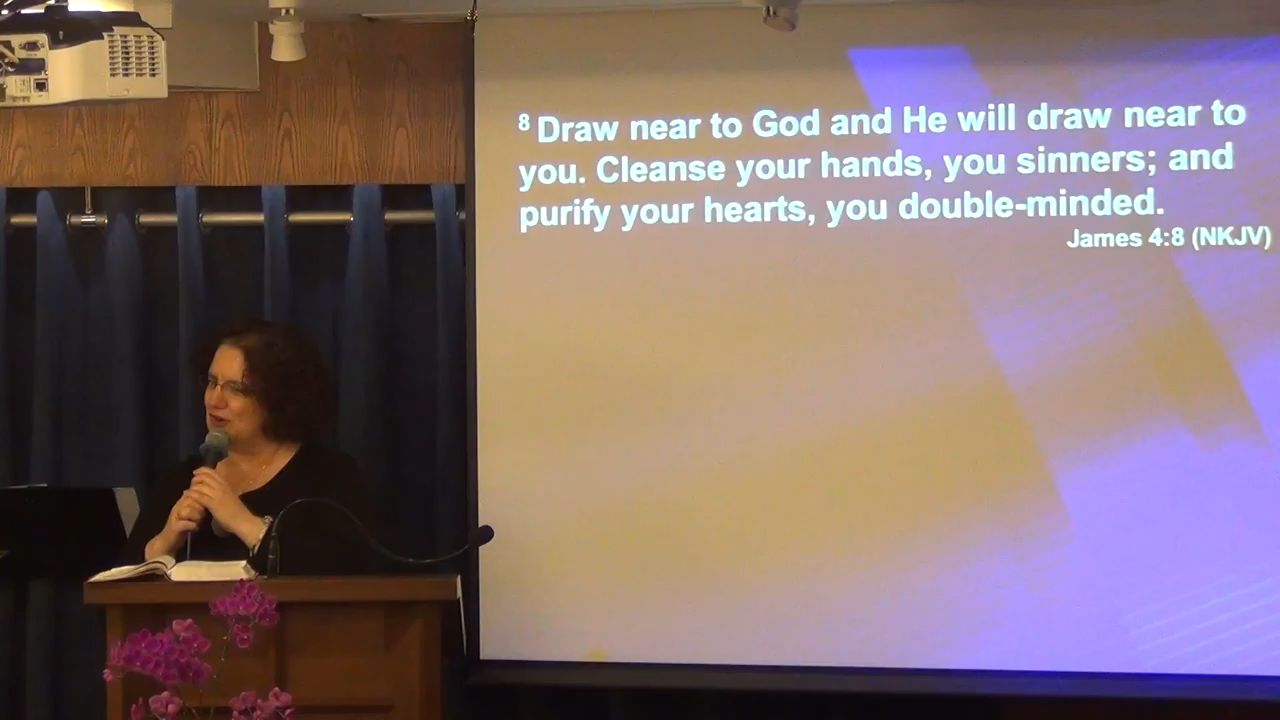 8 Draw near to God and He will draw near to
you. Cleanse your hands, you sinners; and
purify your hearts, you double-minded.
James 4:8 (NKJV)